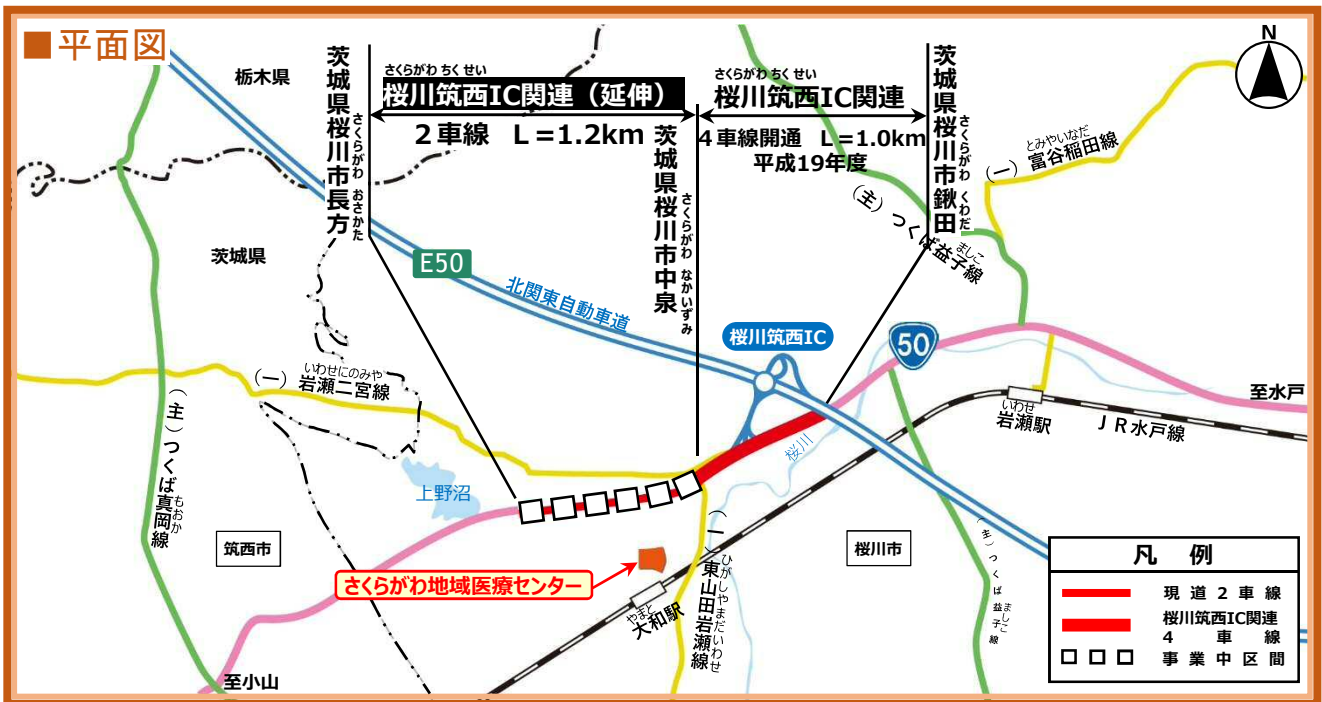 ■平面図
N
栃木県
茨城県桜川市長方
さくらがわ おさかた
さくらがわ ちくせい
桜川筑西IC関連（延伸）
２車線　L＝1.2km
茨城県桜川市中泉
さくらがわ なかいずみ
さくらがわ ちくせい
桜川筑西IC関連
４車線開通　L＝1.0km
平成19年度
茨城県桜川市鍬田
さくらがわ くわだ
とみやいなだ
（一）富谷稲田線
（主）つくば益子線
ましこ
茨城県
E50
北関東自動車道
桜川筑西IC
50
至水戸
いわせにのみや
（一）岩瀬二宮線
いわせ
岩瀬駅
ＪＲ水戸線
桜川
（主）つくば真岡線
もおか
上野沼
筑西市
さくらがわ地域医療センター
やまと
大和駅
（一）東山田岩瀬線
ひがしやまだいわせ
桜川市
（主）つくば益子線
ましこ
至小山
凡　例
現道２車線
桜川筑西IC関連
４車線
事業中区間